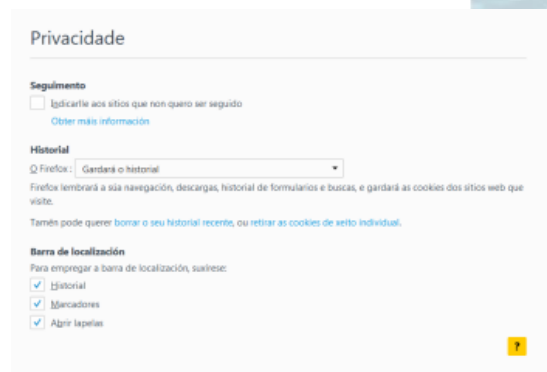 Privacidade
Seguimento
Indicarlle aos sitios que non quero ser seguido
Obter máis información
Historial
O Firefox: Gardará o historial
Firefox lembrará a súa navegación, descargas, historial de formularios e buscas, e gardará as cookies dos sitios web que
visite.
Tamén pode querer borrar o seu historial recente, ou retirar as cookies de xeito individual.
Barra de localización
Para empregar a barra de localización, suxírese:
Historial
Marcadores
Abrir lapelas
?